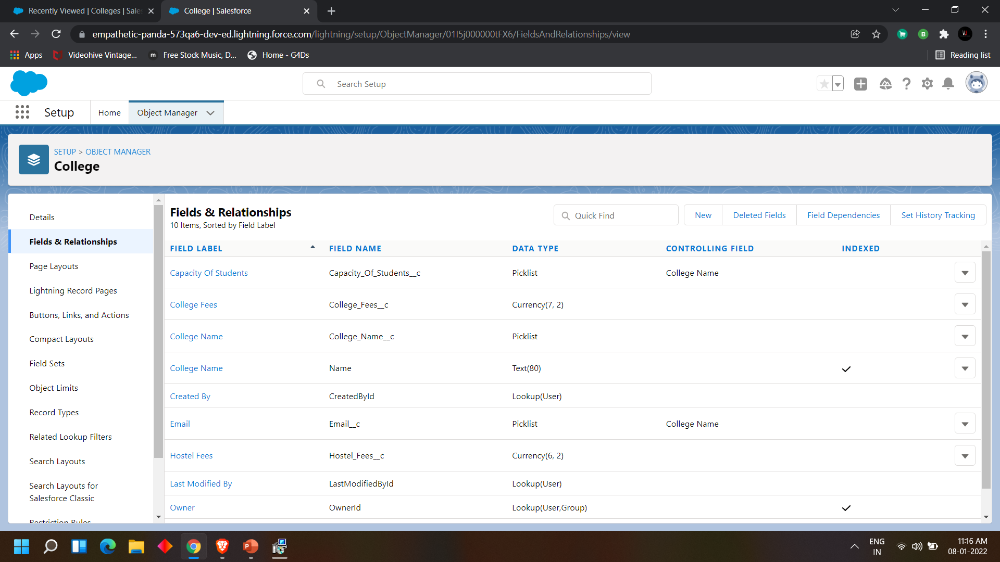 Recently Viewed | Colleges | Sale
College | Salesforce
empathetic-panda-573qa6-dev-ed.lightning.force.com/lightning/setup/ObjectManager/01I5j000000tFX6/FieldsAndRelationships/view
Apps
Videohive Vintage...
Free Stock Music, D...
Home - G4Ds
Reading list
Search Setup
Setup
Home
Object Manager
SETUP > OBJECT MANAGER
College
Details
Fields & Relationships
Page Layouts
Lightning Record Pages
Buttons, Links, and Actions
Compact Layouts
Field Sets
Object Limits
Record Types
Related Lookup Filters
Search Layouts
Search Layouts for
Salesforce Classic
Restriction Rules
Fields & Relationships
10 Items, Sorted by Field Label
Quick Find
New
Deleted Fields
Field Dependencies
Set History Tracking
FIELD LABEL FIELD NAME DATA TYPE CONTROLLING FIELD INDEXED
Capacity Of Students Capacity_Of_Students__c Picklist College Name
College Fees College_Fees__c Currency(7, 2)
College Name College_Name__c Picklist
College Name Name Text(80)
Created By CreatedById Lookup(User)
Email Email__c Picklist College Name
Hostel Fees Hostel_Fees__c Currency(6, 2)
Last Modified By LastModifiedById Lookup(User)
Owner OwnerId Lookup(User,Group)
ENG
IN
11:16 AM
08-01-2022